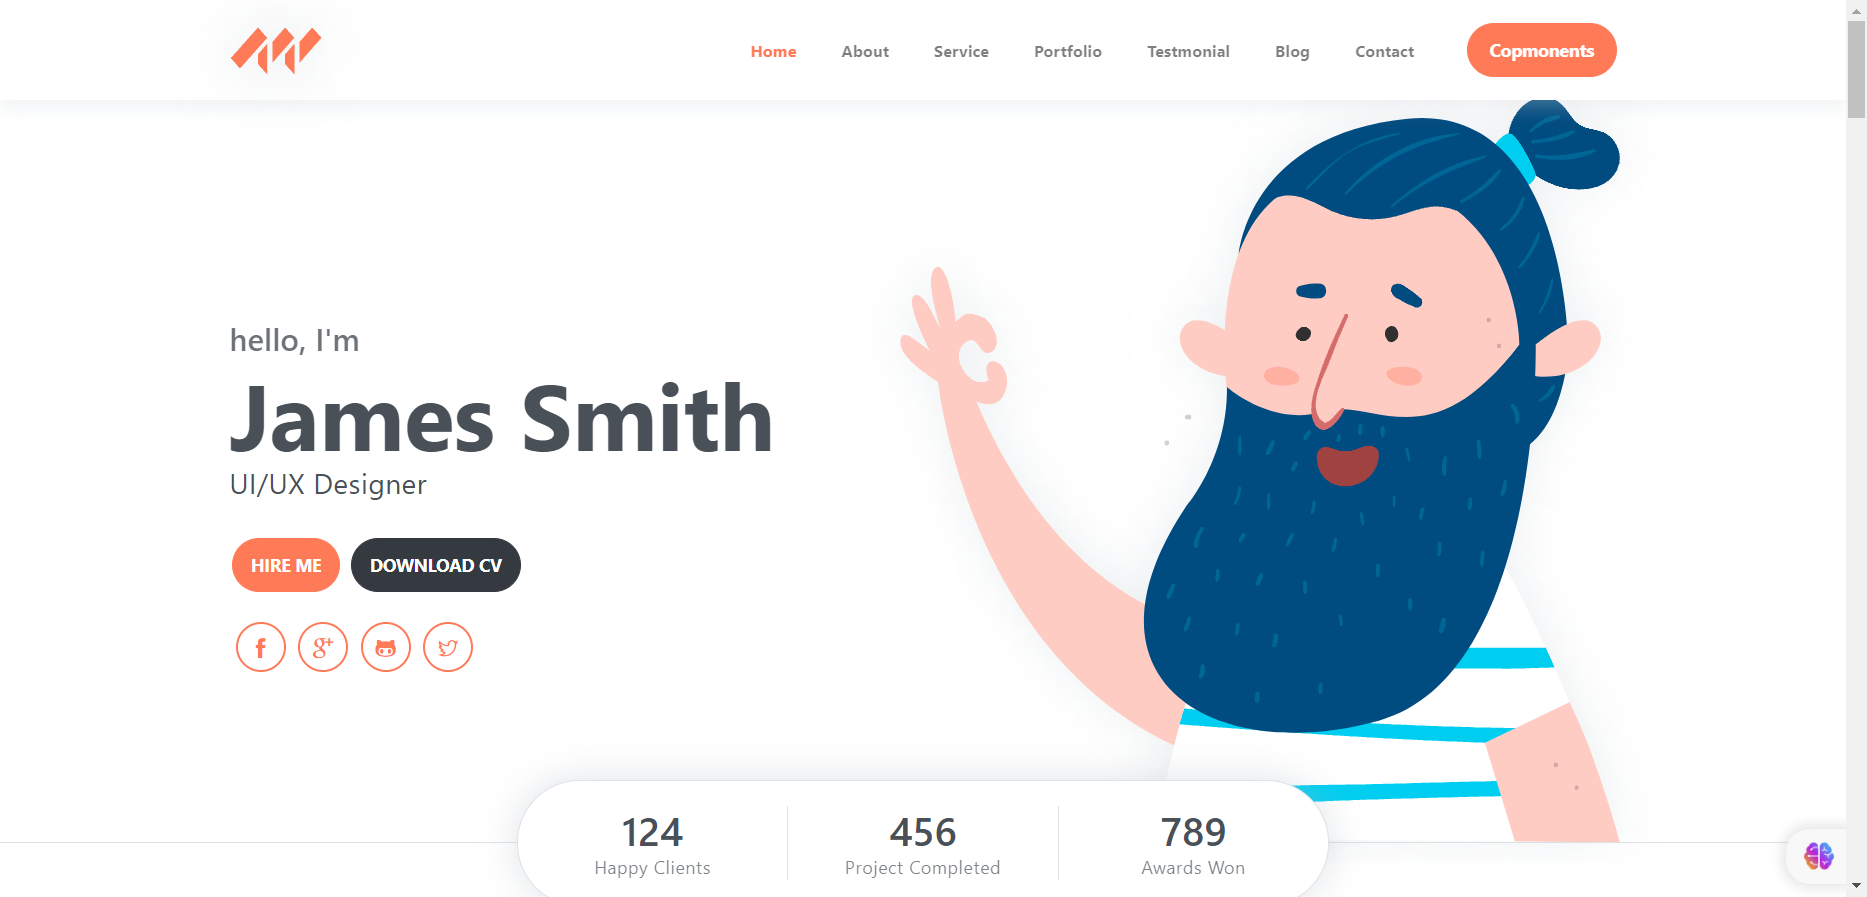 Home About Service Portfolio Testmonial Blog Contact Copmonents
hello, I'm
James Smith
UI/UX Designer
HIRE ME DOWNLOAD CV
124 456 789
Happy Clients Project Completed Awards Won